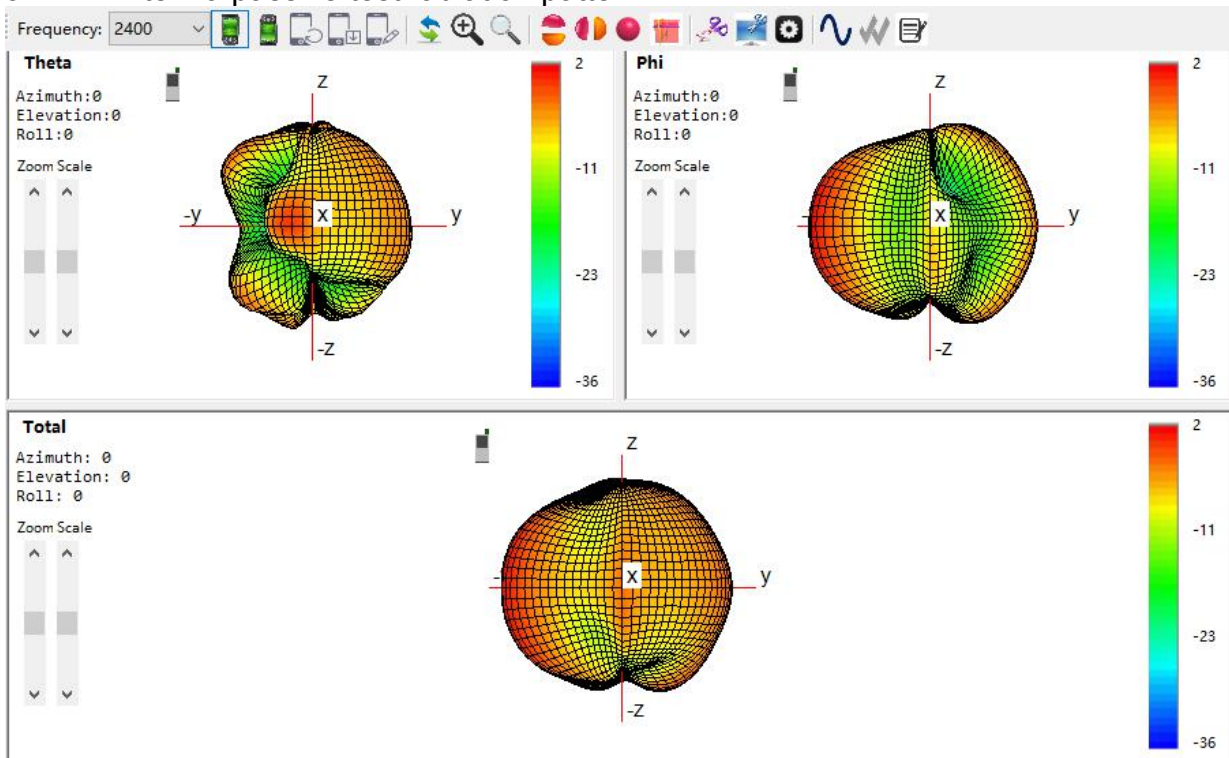 Frequency: 2400
Theta
Azimuth:0
Elevation:0
Roll:0
Zoom Scale
z
-y
x
y
-z
2
-11
-23
-36
Phi
Azimuth:0
Elevation:0
Roll:0
Zoom Scale
z
x
y
-z
2
-11
-23
-36
Total
Azimuth: 0
Elevation: 0
Roll: 0
Zoom Scale
z
x
y
-z
2
-11
-23
-36